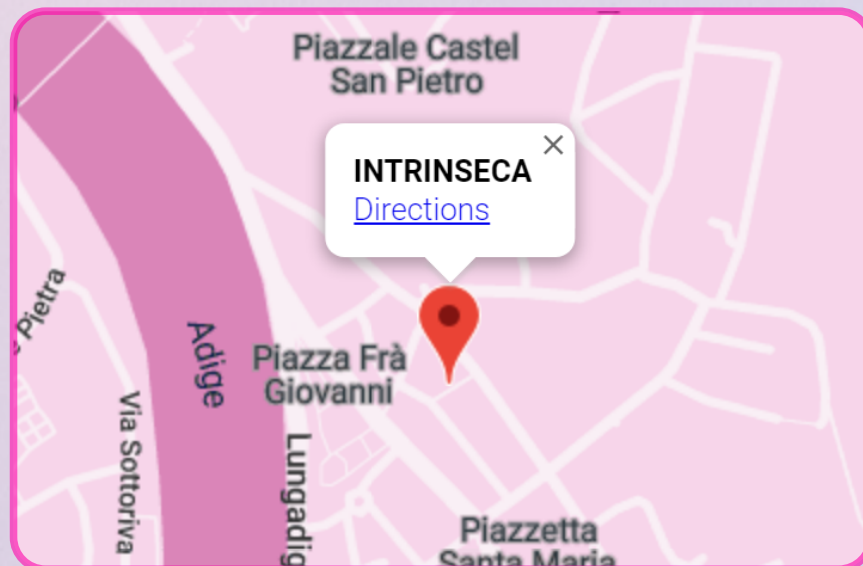 Piazzale Castel
San Pietro
INTRINSECA
Directions
Pietra
Adige
Piazza Frà
Giovanni
Via Sottoriva
Lungadig
Piazzetta
Santa Maria